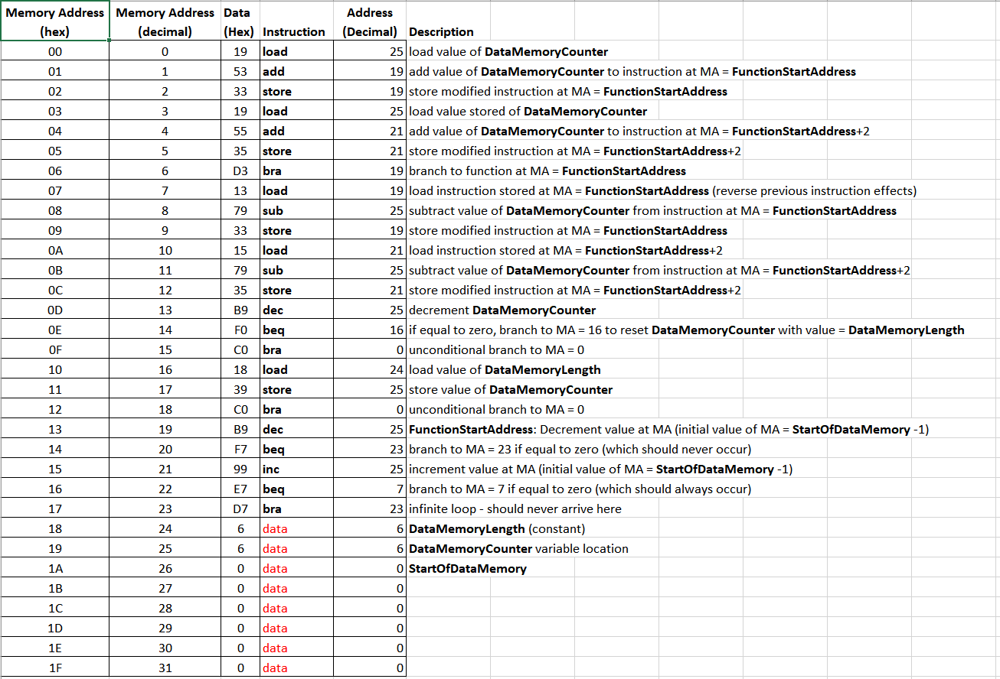 Memory Address (hex) Memory Address (decimal) Data (Hex) Instruction Address (Decimal) Description
00 0 19 load 25 load value of DataMemoryCounter
01 1 53 add 19 add value of DataMemoryCounter to instruction at MA = FunctionStartAddress
02 2 33 store 19 store modified instruction at MA = FunctionStartAddress
03 3 19 load 25 load value stored of DataMemoryCounter
04 4 55 add 21 add value of DataMemoryCounter to instruction at MA = FunctionStartAddress+2
05 5 35 store 21 store modified instruction at MA = FunctionStartAddress+2
06 6 D3 bra 19 branch to function at MA = FunctionStartAddress
07 7 13 load 19 load instruction stored at MA = FunctionStartAddress (reverse previous instruction effects)
08 8 79 sub 25 subtract value of DataMemoryCounter from instruction at MA = FunctionStartAddress
09 9 33 store 19 store modified instruction at MA = FunctionStartAddress
0A 10 15 load 21 load instruction stored at MA = FunctionStartAddress+2
0B 11 79 sub 25 subtract value of DataMemoryCounter from instruction at MA = FunctionStartAddress+2
0C 12 35 store 21 store modified instruction at MA = FunctionStartAddress+2
0D 13 B9 dec 25 decrement DataMemoryCounter
0E 14 F0 beq 16 if equal to zero, branch to MA = 16 to reset DataMemoryCounter with value = DataMemoryLength
0F 15 C0 bra 0 unconditional branch to MA = 0
10 16 18 load 24 load value of DataMemoryLength
11 17 39 store 25 store value of DataMemoryCounter
12 18 C0 bra 0 unconditional branch to MA = 0
13 19 B9 dec 25 FunctionStartAddress: Decrement value at MA (initial value of MA = StartOfDataMemory -1)
14 20 F7 beq 23 branch to MA = 23 if equal to zero (which should never occur)
15 21 99 inc 25 increment value at MA (initial value of MA = StartOfDataMemory -1)
16 22 E7 beq 7 branch to MA = 7 if equal to zero (which should always occur)
17 23 D7 bra 23 infinite loop - should never arrive here
18 24 6 data 6 DataMemoryLength (constant)
19 25 6 data 6 DataMemoryCounter variable location
1A 26 0 data 0 StartOfDataMemory
1B 27 0 data 0
1C 28 0 data 0
1D 29 0 data 0
1E 30 0 data 0
1F 31 0 data 0